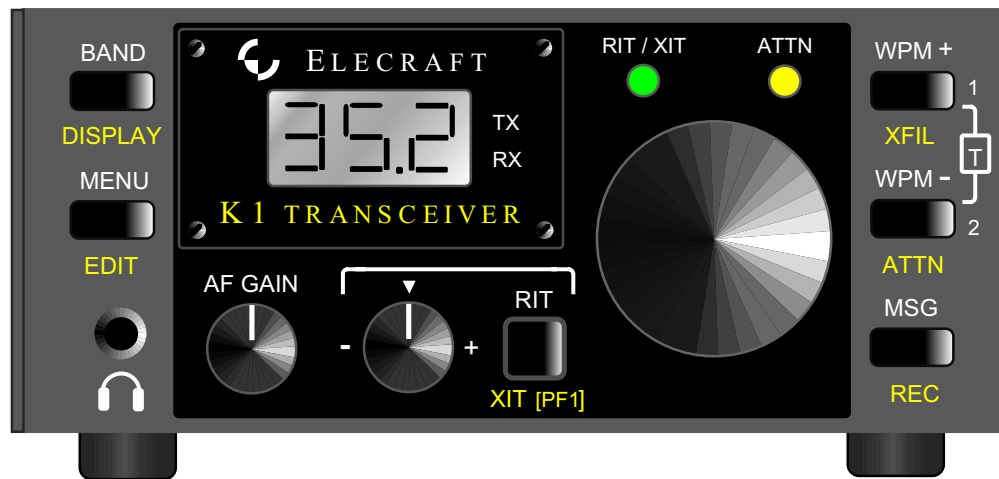 BAND
DISPLAY
MENU
EDIT
ELECRAFT
35.2
TX
RX
K1 TRANSCEIVER
AF GAIN
- +
RIT
XIT [PF1]
RIT / XIT
ATTN
WPM +
1
XFIL
T
WPM -
2
ATTN
MSG
REC